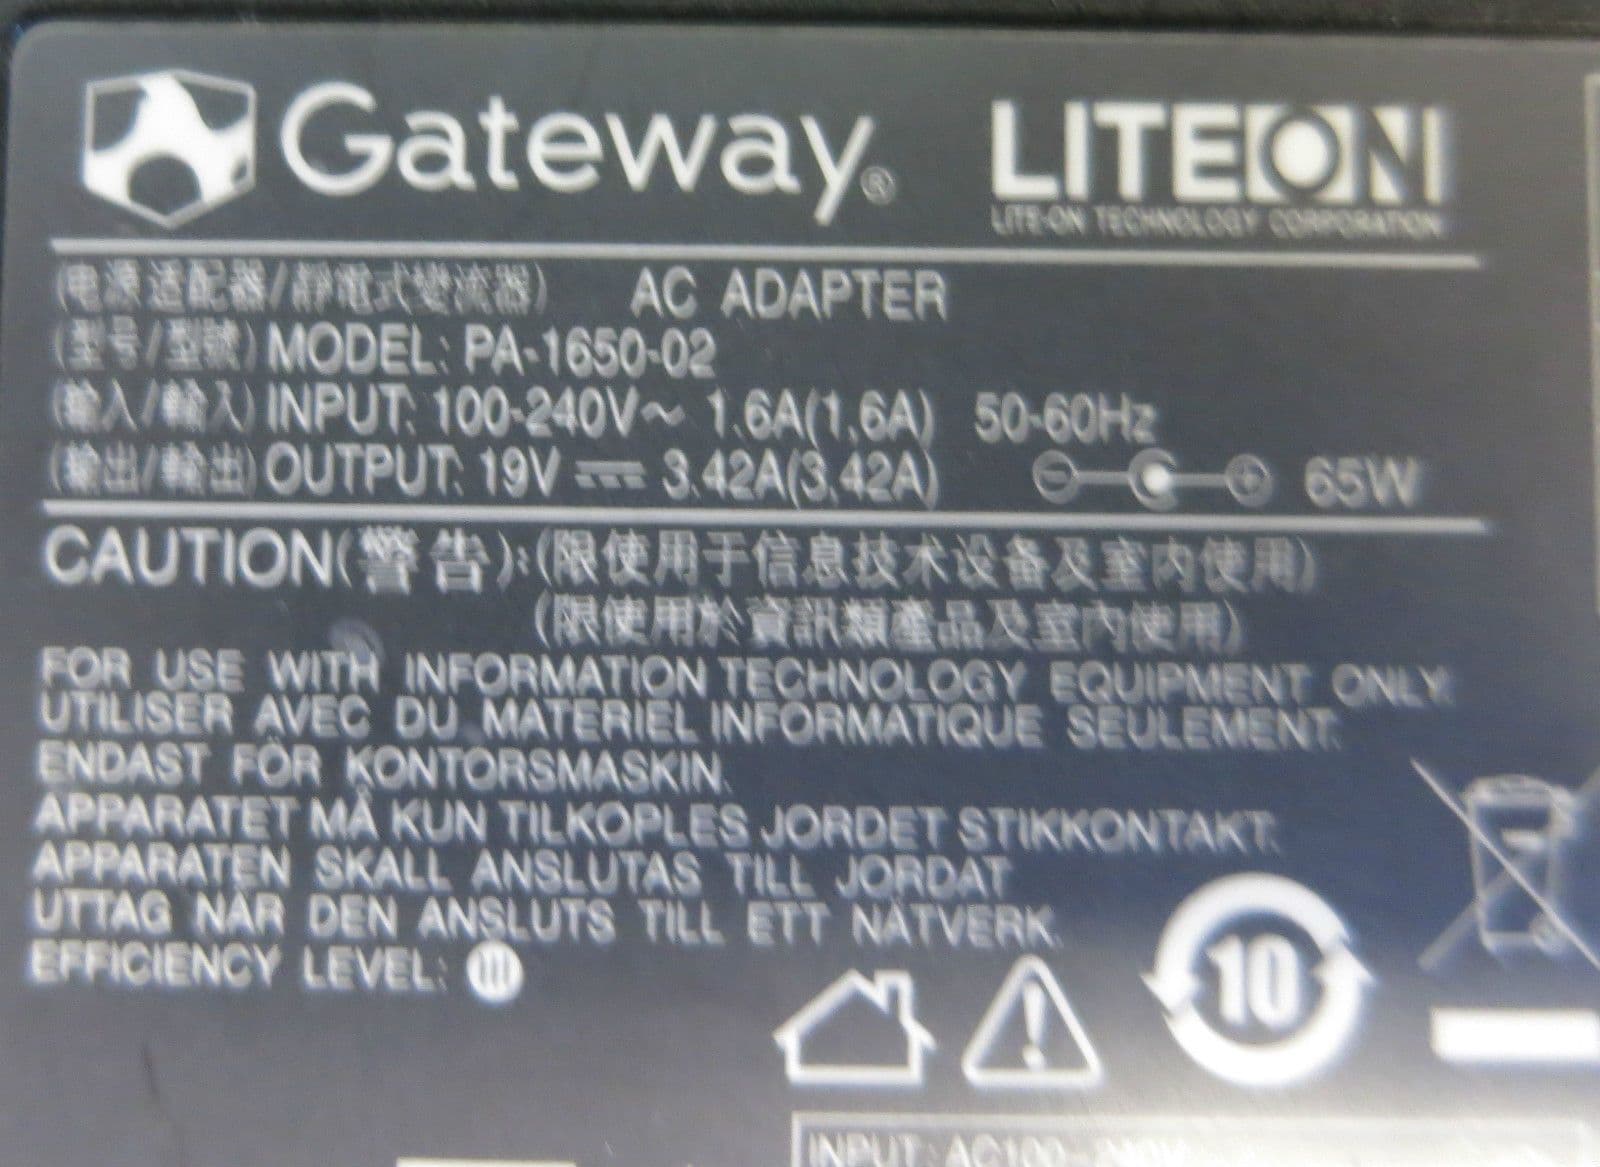 Gateway®
LITEON
LITE-ON TECHNOLOGY CORPORATION
(电源适配器/靜電式變流器) AC ADAPTER
(型号/型號) MODEL: PA-1650-02
(输入/輸入) INPUT: 100-240V~ 1.6A(1.6A) 50-60Hz
(输出/輸出) OUTPUT: 19V 3.42A(3.42A) 65W
CAUTION(警告):(限使用于信息技术设备及室内使用)
(限使用於資訊類產品及室內使用)
FOR USE WITH INFORMATION TECHNOLOGY EQUIPMENT ONLY.
UTILISER AVEC DU MATERIEL INFORMATIQUE SEULEMENT.
ENDAST FÖR KONTORSMASKIN.
APPARATET MÅ KUN TILKOPLES JORDET STIKKONTAKT.
APPARATEN SKALL ANSLUTAS TILL JORDAT
UTTAG NÄR DEN ANSLUTS TILL ETT NÄTVERK.
EFFICIENCY LEVEL: III
10
INPUT: AC100-240V